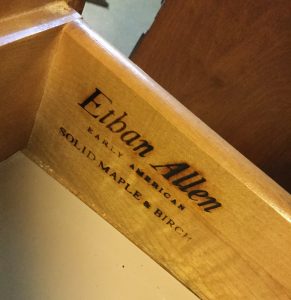 Ethan Allen
EARLY AMERICAN
SOLID MAPLE & BIRCH